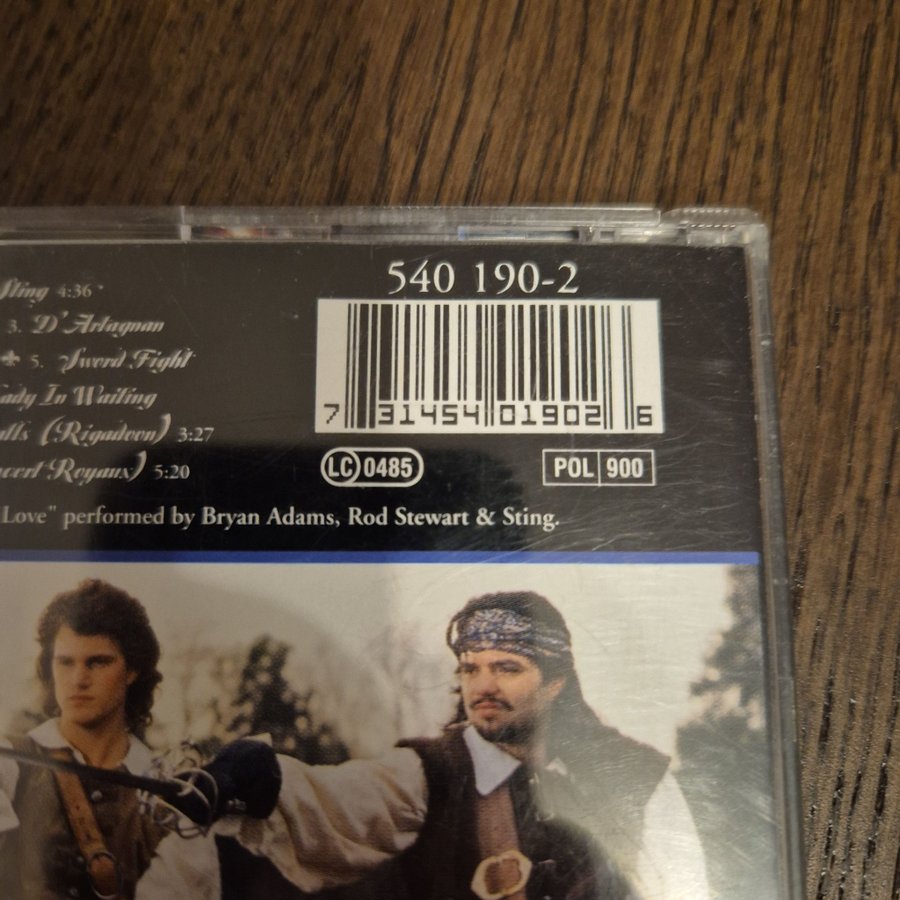 540 190-2
Sting 4:36
3. D'Artagnan
5. Sword Fight
Lady In Waiting
(Rigadoon) 3:27
Royaux) 5:20
7 31454 01902 6
LC 0485
POL 900
Love" performed by Bryan Adams, Rod Stewart & Sting.